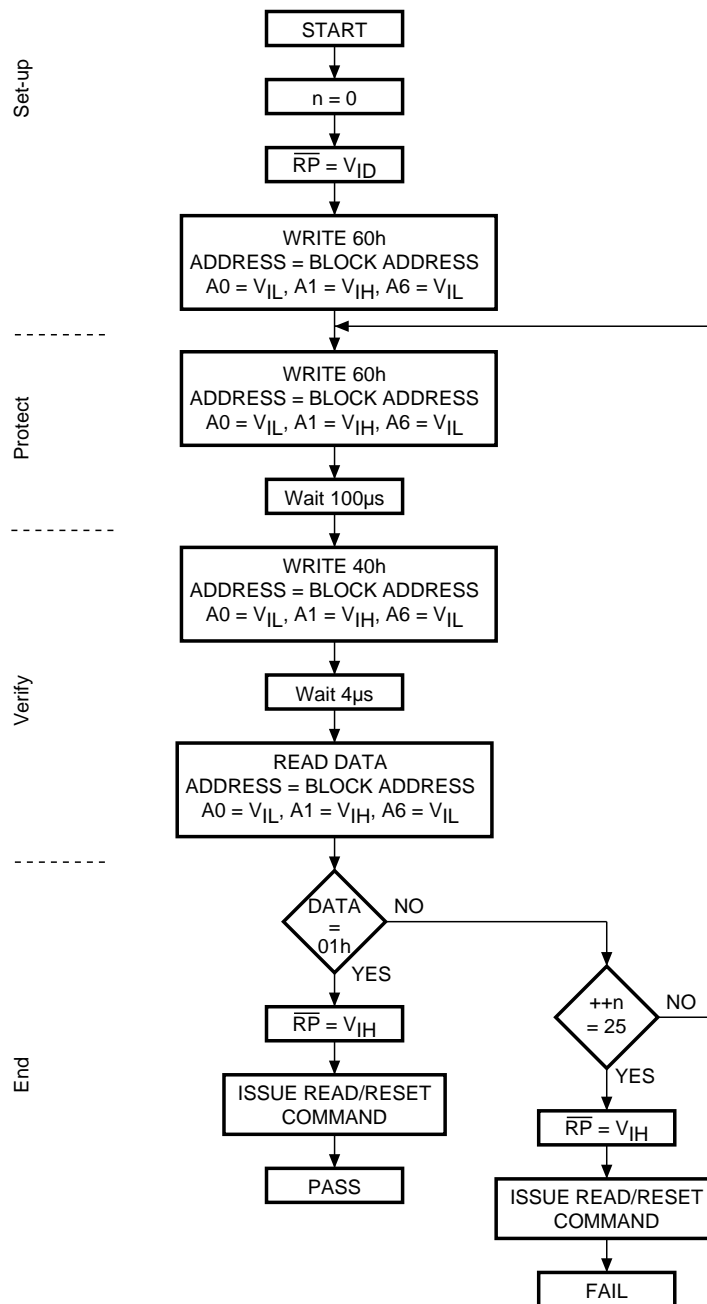 Set-up
START
n = 0
R̅P̅ = VID
WRITE 60h
ADDRESS = BLOCK ADDRESS
A0 = VIL, A1 = VIH, A6 = VIL
Protect
WRITE 60h
ADDRESS = BLOCK ADDRESS
A0 = VIL, A1 = VIH, A6 = VIL
Wait 100µs
Verify
WRITE 40h
ADDRESS = BLOCK ADDRESS
A0 = VIL, A1 = VIH, A6 = VIL
Wait 4µs
READ DATA
ADDRESS = BLOCK ADDRESS
A0 = VIL, A1 = VIH, A6 = VIL
End
DATA
=
01h
NO
YES
R̅P̅ = VIH
ISSUE READ/RESET
COMMAND
PASS
++n
= 25
NO
YES
R̅P̅ = VIH
ISSUE READ/RESET
COMMAND
FAIL